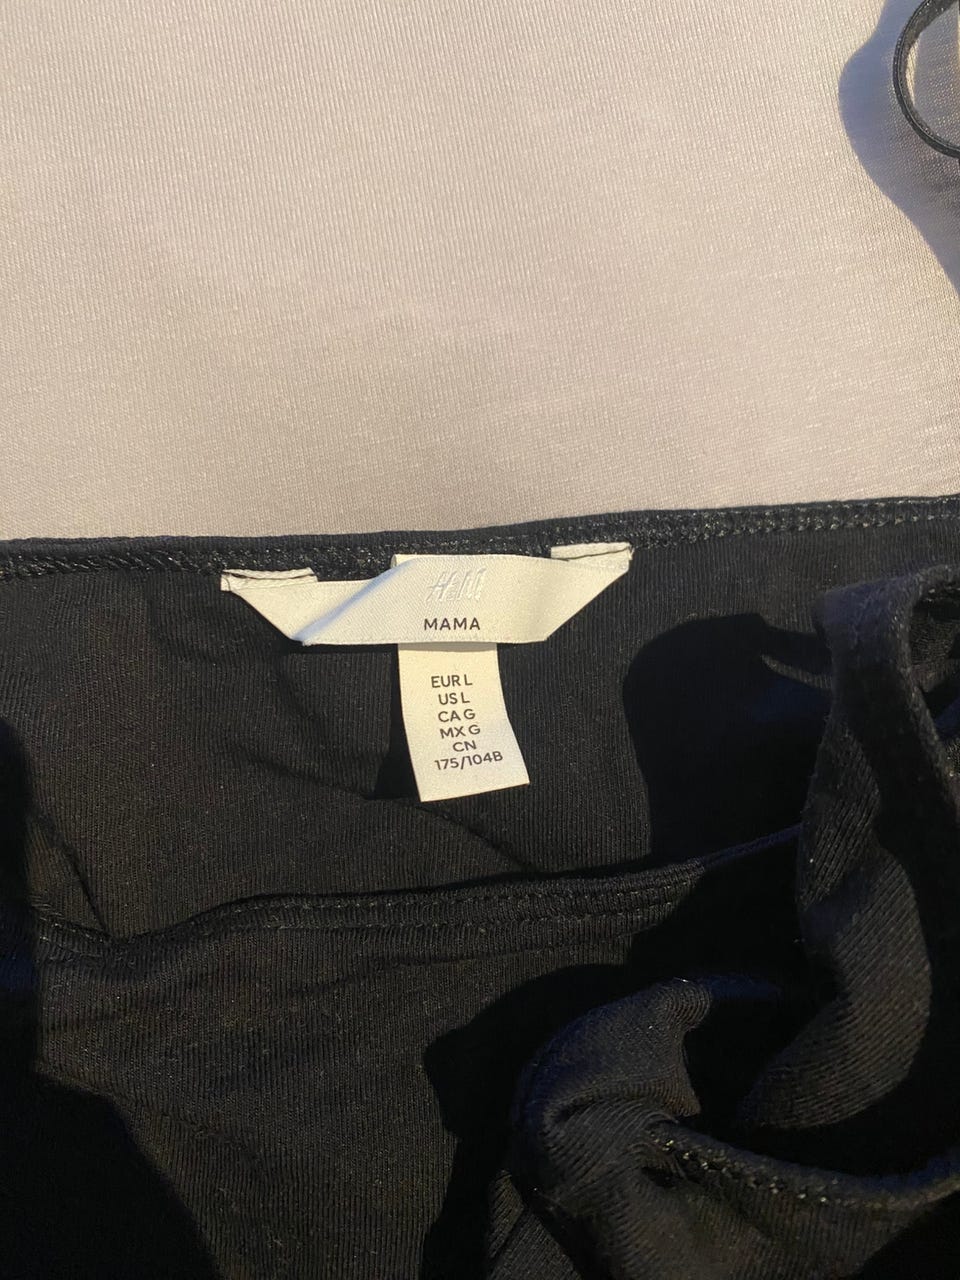 H&M
MAMA
EUR L
US L
CA G
MX G
CN
175/104B